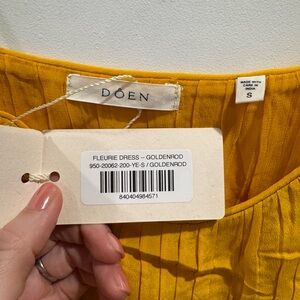 DÔEN
MADE WITH
CARE IN
INDIA
S
FLEURIE DRESS -- GOLDENROD
950-20062-200-YE-S / GOLDENROD
840404984571